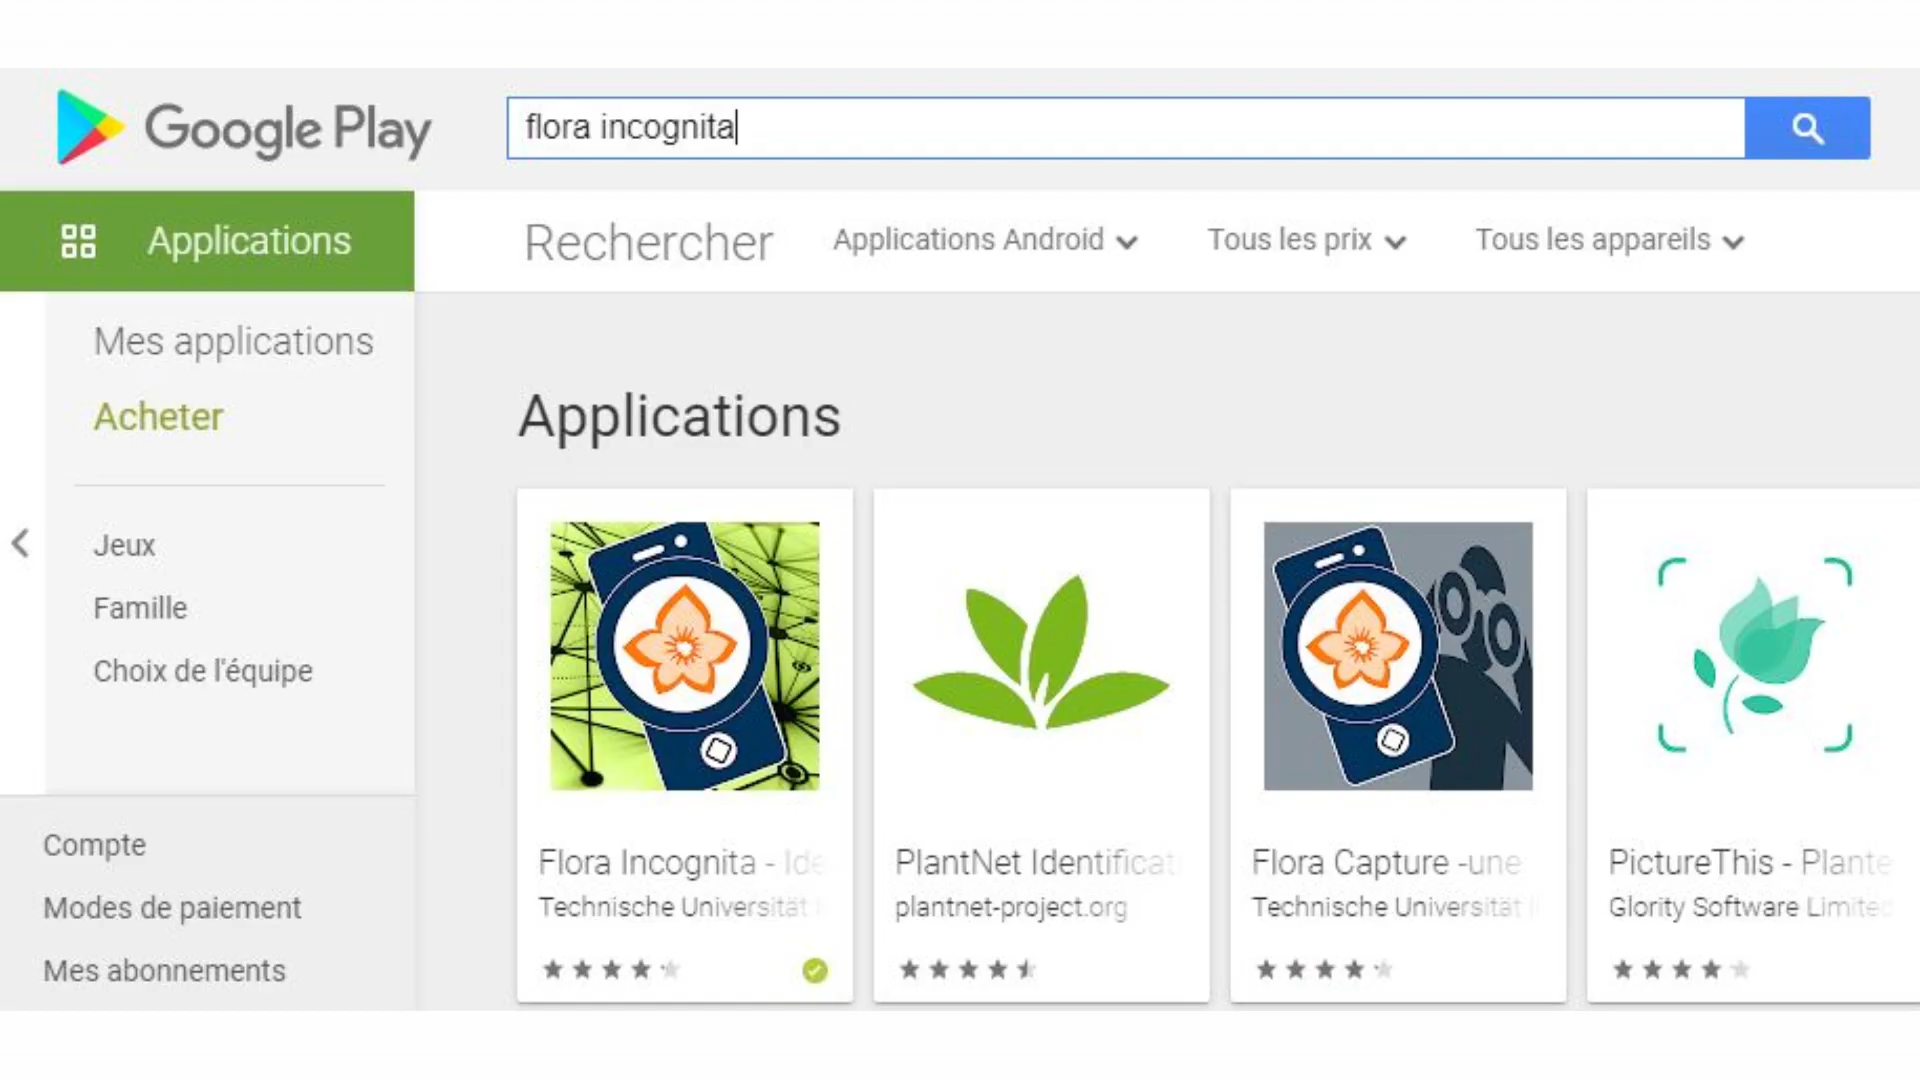 Google Play
flora incognita
Applications
Rechercher
Applications Android
Tous les prix
Tous les appareils
Mes applications
Acheter
Jeux
Famille
Choix de l'équipe
Compte
Modes de paiement
Mes abonnements
Applications
Flora Incognita - Ide
Technische Universität
PlantNet Identificat
plantnet-project.org
Flora Capture -une
Technische Universität
PictureThis - Plante
Glority Software Limited